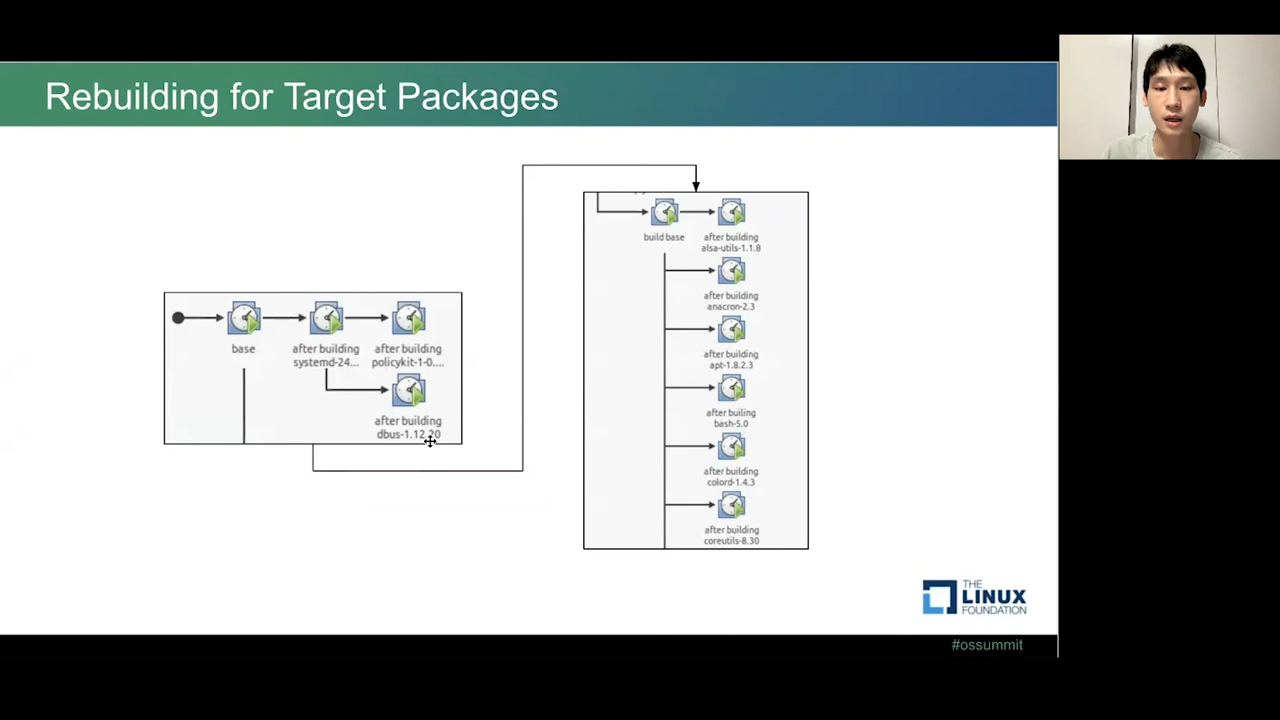 Rebuilding for Target Packages
base
after building
systemd-24...
after building
policykit-1-0....
after building
dbus-1.12.20
build base
after building
alsa-utils-1.1.8
after building
anacron-2.3
after building
apt-1.8.2.3
after builing
bash-5.0
after building
colord-1.4.3
after building
coreutils-8.30
THE
LINUX
FOUNDATION
#ossummit